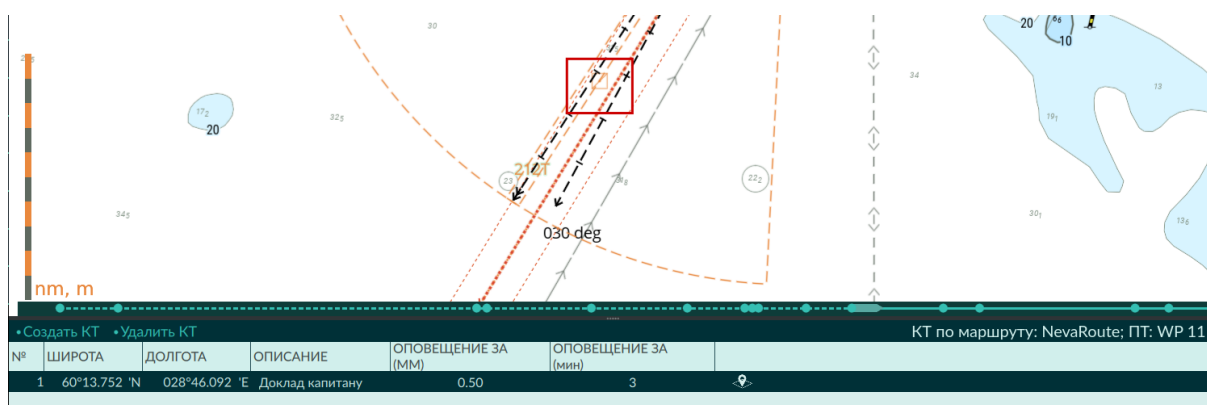 30
20
6₆
10
34
13
17₂
20
32₅
19₁
212T
23
22₂
34₅
30₁
13₆
030 deg
nm, m
•Создать КТ •Удалить КТ КТ по маршруту: NevaRoute; ПТ: WP 11
№ ШИРОТА ДОЛГОТА ОПИСАНИЕ ОПОВЕЩЕНИЕ ЗА (ММ) ОПОВЕЩЕНИЕ ЗА (мин)
1 60°13.752 'N 028°46.092 'E Доклад капитану 0.50 3